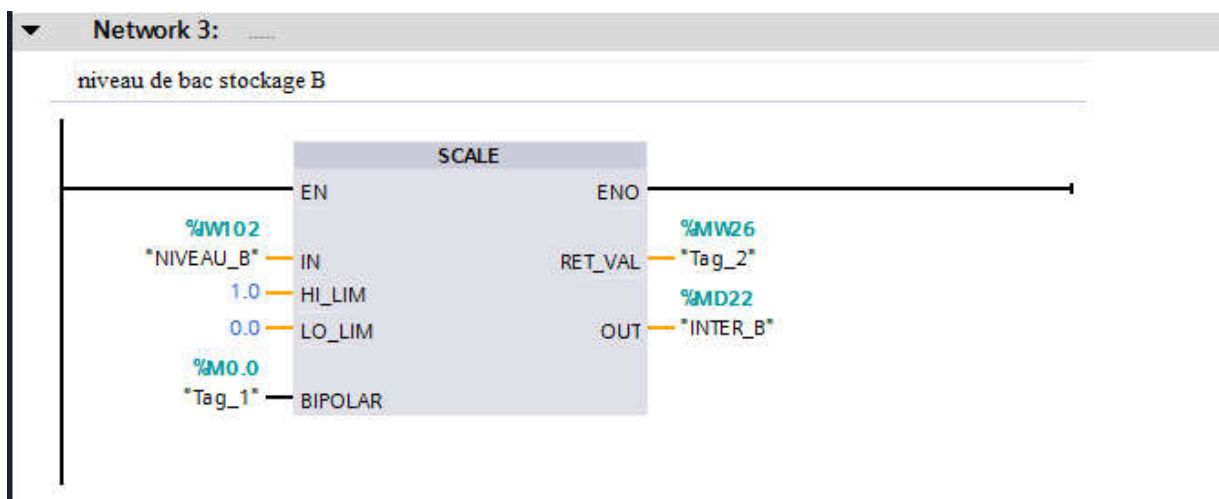 Network 3: .....
niveau de bac stockage B
SCALE
EN ENO
%IW102 %MW26
"NIVEAU_B" IN RET_VAL "Tag_2"
1.0 HI_LIM %MD22
0.0 LO_LIM OUT "INTER_B"
%M0.0
"Tag_1" BIPOLAR